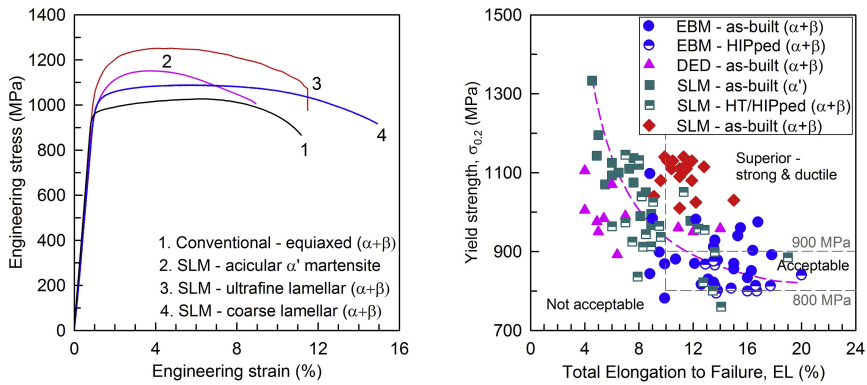 1400
1200
1000
800
600
400
200
0
0
4
8
12
16
Engineering stress (MPa)
Engineering strain (%)
2
3
4
1
1. Conventional - equiaxed (α+β)
2. SLM - acicular α' martensite
3. SLM - ultrafine lamellar (α+β)
4. SLM - coarse lamellar (α+β)
1500
1300
1100
900
700
0
4
8
12
16
20
24
Yield strength, σ0.2 (MPa)
Total Elongation to Failure, EL (%)
EBM - as-built (α+β)
EBM - HIPped (α+β)
DED - as-built (α+β)
SLM - as-built (α')
SLM - HT/HIPped (α+β)
SLM - as-built (α+β)
Superior -
strong & ductile
900 MPa
Acceptable
800 MPa
Not acceptable